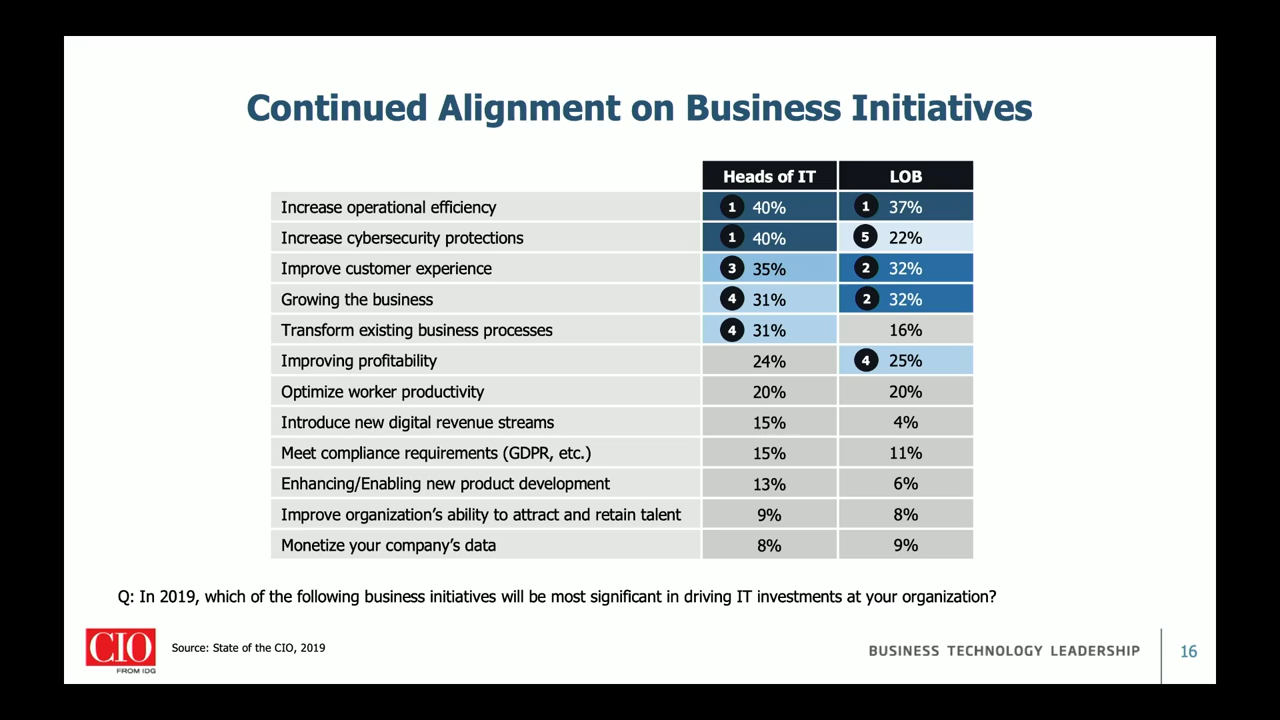 Continued Alignment on Business Initiatives
Heads of IT LOB
Increase operational efficiency 1 40% 1 37%
Increase cybersecurity protections 1 40% 5 22%
Improve customer experience 3 35% 2 32%
Growing the business 4 31% 2 32%
Transform existing business processes 4 31% 16%
Improving profitability 24% 4 25%
Optimize worker productivity 20% 20%
Introduce new digital revenue streams 15% 4%
Meet compliance requirements (GDPR, etc.) 15% 11%
Enhancing/Enabling new product development 13% 6%
Improve organization’s ability to attract and retain talent 9% 8%
Monetize your company’s data 8% 9%
Q: In 2019, which of the following business initiatives will be most significant in driving IT investments at your organization?
CIO
FROM IDG
Source: State of the CIO, 2019
BUSINESS TECHNOLOGY LEADERSHIP
16